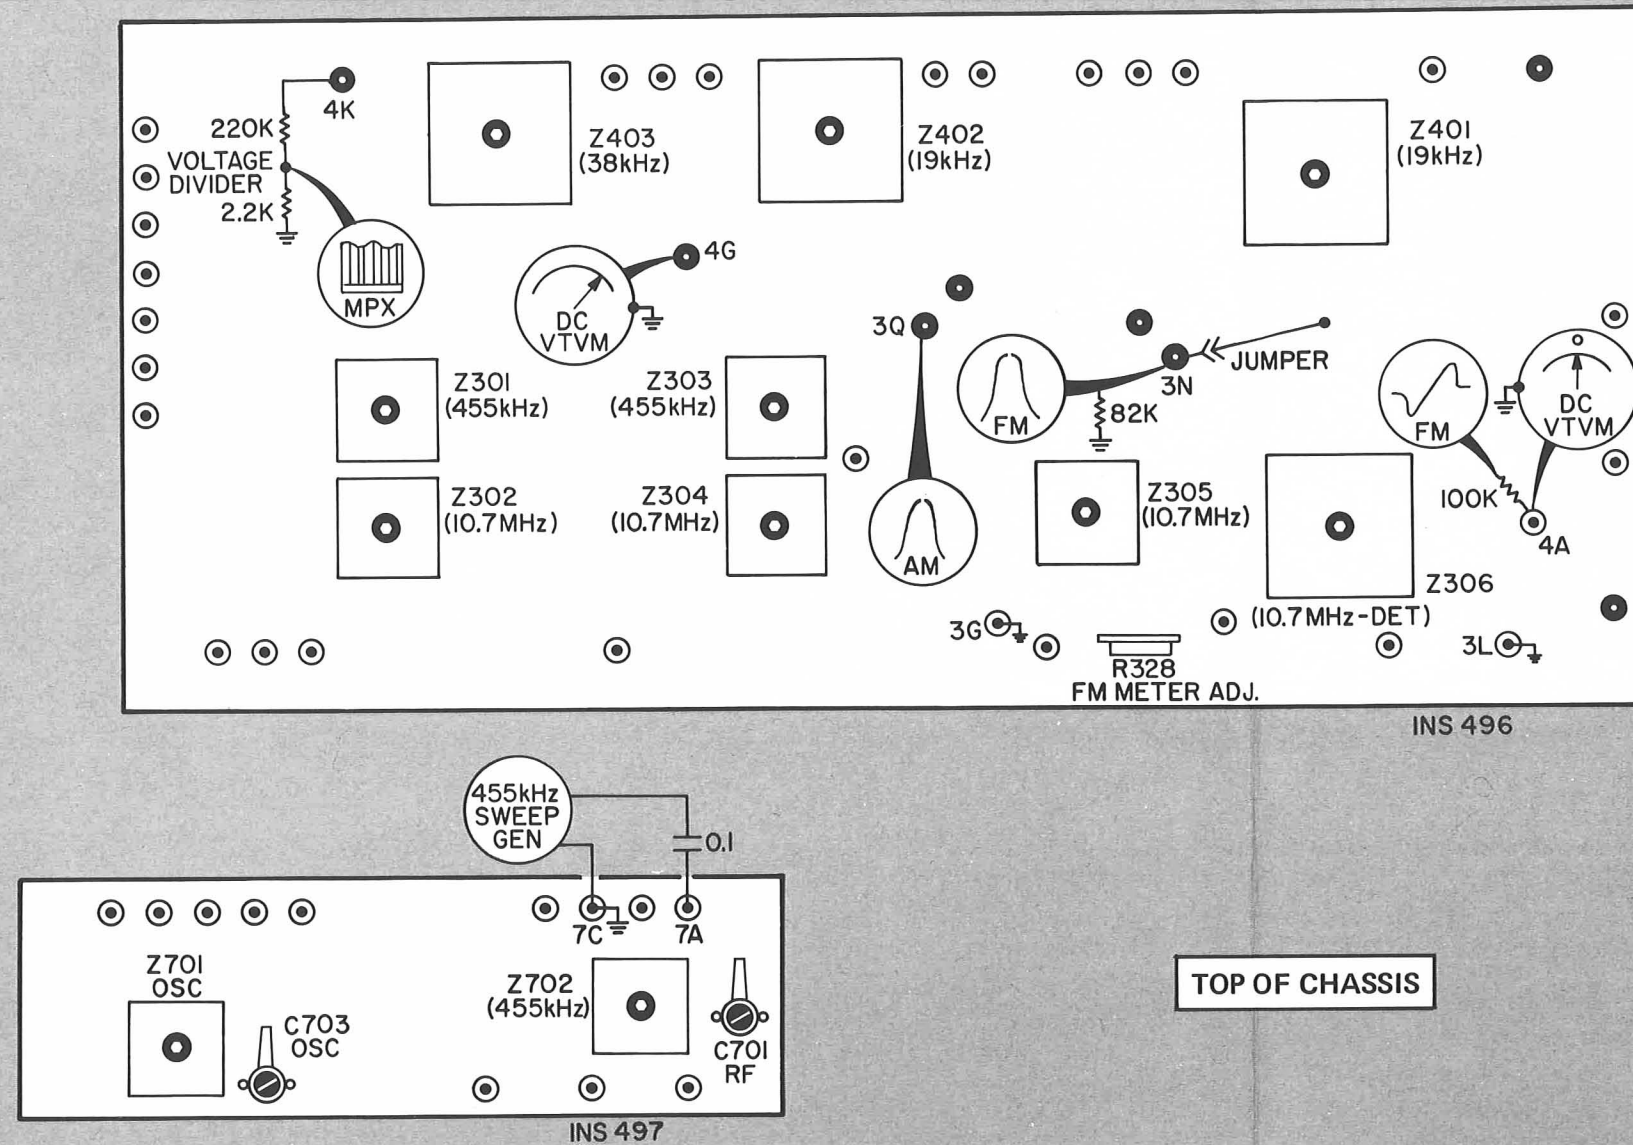 4K
220K
VOLTAGE
DIVIDER
2.2K
MPX
Z403
(38kHz)
Z402
(19kHz)
Z401
(19kHz)
4G
DC
VTVM
3Q
Z301
(455kHz)
Z303
(455kHz)
FM
3N
JUMPER
82K
FM
DC
VTVM
Z302
(10.7MHz)
Z304
(10.7MHz)
AM
Z305
(10.7MHz)
100K
4A
Z306
(10.7MHz-DET)
3G
R328
FM METER ADJ.
3L
INS 496
455kHz
SWEEP
GEN
0.1
7C
7A
Z701
OSC
C703
OSC
Z702
(455kHz)
C701
RF
TOP OF CHASSIS
INS 497